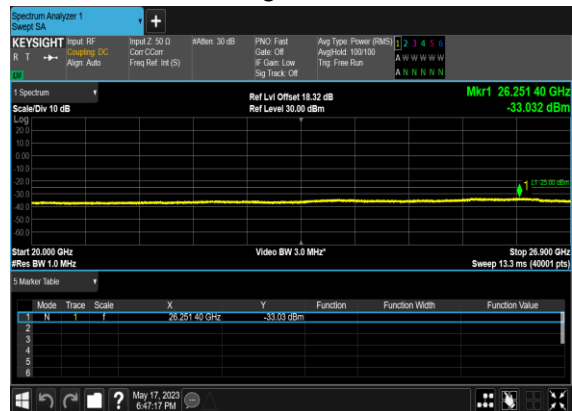 Spectrum Analyzer 1
Swept SA
+
KEYSIGHT Input: RF Input Z: 50 Ω #Atten: 30 dB PNO: Fast Avg Type: Power (RMS) 1 2 3 4 5 6
R T Coupling: DC Corr CCorr Gate: Off Avg|Hold: 100/100 A W W W W W
Align: Auto Freq Ref: Int (S) IF Gain: Low Trig: Free Run
Sig Track: Off A N N N N N
1 Spectrum Ref Lvl Offset 18.32 dB Mkr1 26.251 40 GHz
Scale/Div 10 dB Ref Level 30.00 dBm -33.032 dBm
Log
20.0
10.0
0.00
-10.0
-20.0
1 L1 -25.00 dBm
-30.0
-40.0
-50.0
-60.0
Start 20.000 GHz Video BW 3.0 MHz* Stop 26.900 GHz
#Res BW 1.0 MHz Sweep 13.3 ms (40001 pts)
5 Marker Table
Mode Trace Scale X Y Function Function Width Function Value
1 N 1 f 26.251 40 GHz -33.03 dBm
2
3
4
5
6
? May 17, 2023
6:47:17 PM